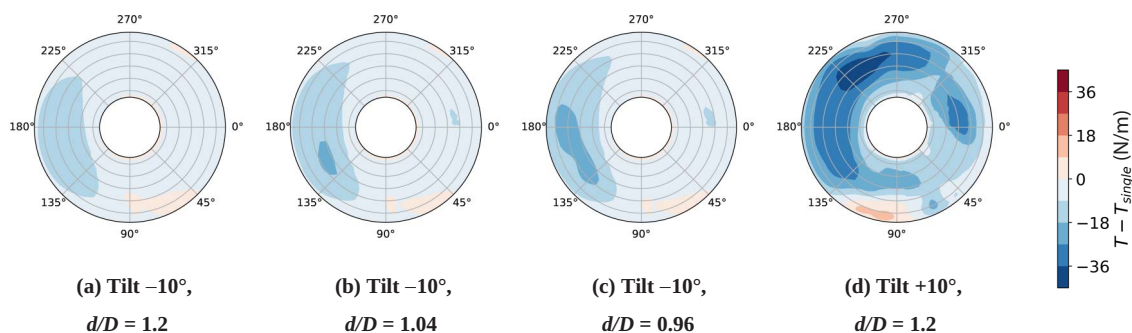 270° 270° 270° 270°
225° 315° 225° 315° 225° 315° 225° 315°
180° 0° 180° 0° 180° 0° 180° 0°
135° 45° 135° 45° 135° 45° 135° 45°
90° 90° 90° 90°
36
18
0
−18
−36
T − T_single (N/m)
(a) Tilt –10°, (b) Tilt –10°, (c) Tilt –10°, (d) Tilt +10°,
d/D = 1.2 d/D = 1.04 d/D = 0.96 d/D = 1.2